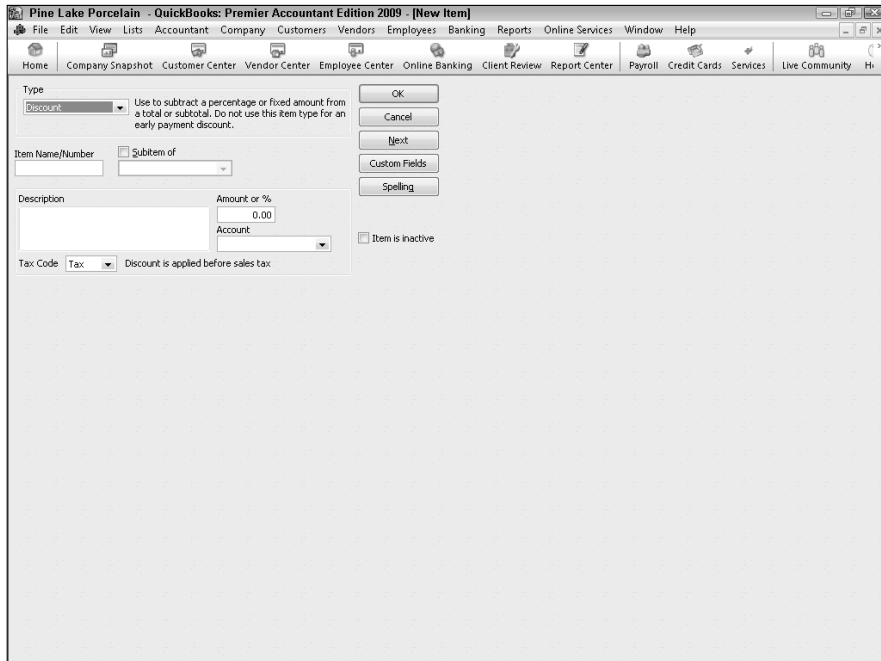 Pine Lake Porcelain - QuickBooks: Premier Accountant Edition 2009 - [New Item]
File Edit View Lists Accountant Company Customers Vendors Employees Banking Reports Online Services Window Help
Home Company Snapshot Customer Center Vendor Center Employee Center Online Banking Client Review Report Center Payroll Credit Cards Services Live Community
Type
Discount
Use to subtract a percentage or fixed amount from
a total or subtotal. Do not use this item type for an
early payment discount.
OK
Cancel
Next
Custom Fields
Spelling
Item Name/Number
Subitem of
Description
Amount or %
0.00
Account
Item is inactive
Tax Code Tax Discount is applied before sales tax